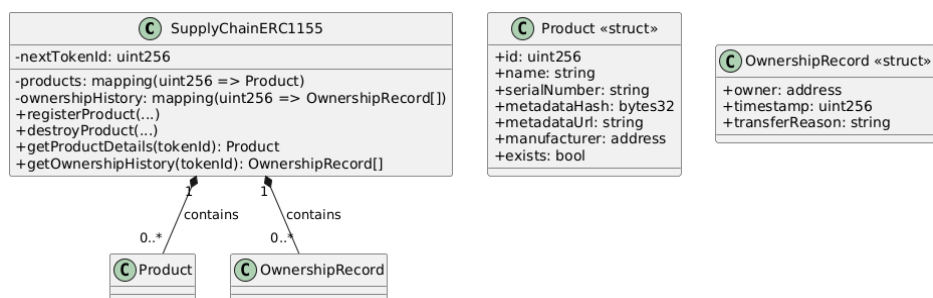 C SupplyChainERC1155
-nextTokenId: uint256
-products: mapping(uint256 => Product)
-ownershipHistory: mapping(uint256 => OwnershipRecord[])
+registerProduct(...)
+destroyProduct(...)
+getProductDetails(tokenId): Product
+getOwnershipHistory(tokenId): OwnershipRecord[]
C Product «struct»
+id: uint256
+name: string
+serialNumber: string
+metadataHash: bytes32
+metadataUrl: string
+manufacturer: address
+exists: bool
C OwnershipRecord «struct»
+owner: address
+timestamp: uint256
+transferReason: string
1
1
contains
contains
0..*
0..*
C Product
C OwnershipRecord